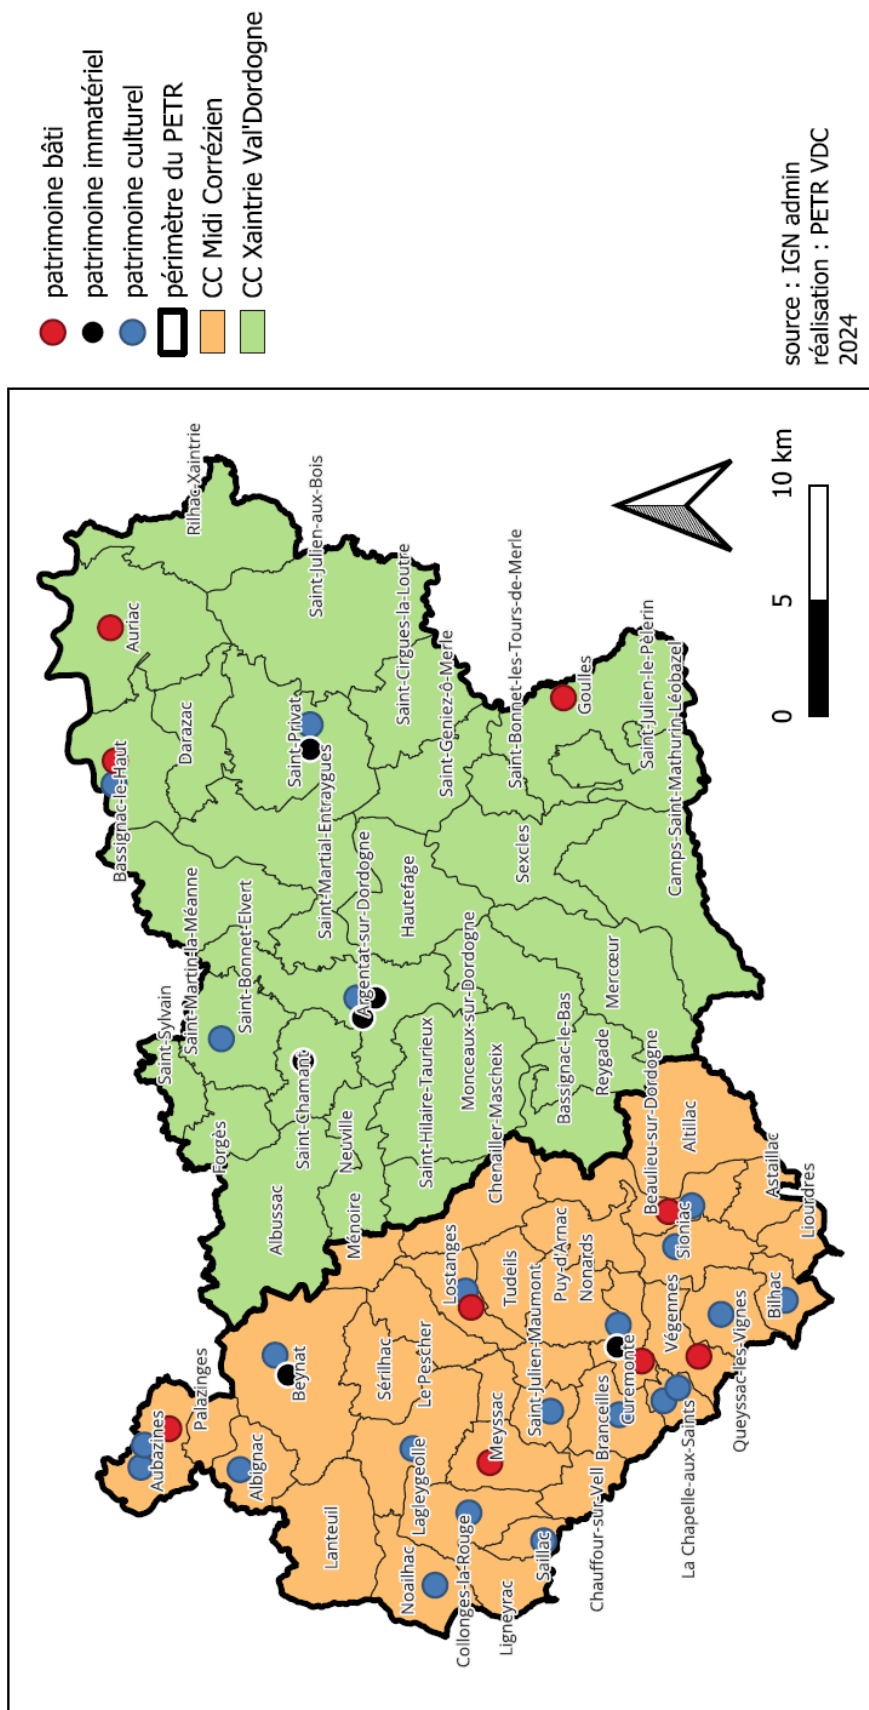 patrimoine bâti
patrimoine immatériel
patrimoine culturel
périmètre du PETR
CC Midi Corrézien
CC Xaintrie Val'Dordogne
Rilhac-Xaintrie
Auriac
Bassignac-le-Haut
Darazac
Saint-Julien-aux-Bois
Saint-Privat
Saint-Cirgues-la-Loutre
Saint-Martial-Entraygues
Saint-Geniez-ô-Merle
Saint-Bonnet-les-Tours-de-Merle
Goulles
Saint-Julien-le-Pèlerin
Camps-Saint-Mathurin-Léobazel
Sexcles
Hautefage
Argentat-sur-Dordogne
Saint-Martin-la-Méanne
Saint-Bonnet-Elvert
Saint-Sylvain
Forgès
Saint-Chamant
Neuville
Albussac
Ménoire
Saint-Hilaire-Taurieux
Monceaux-sur-Dordogne
Chenailler-Mascheix
Bassignac-le-Bas
Reygade
Mercœur
Beaulieu-sur-Dordogne
Altillac
Astaillac
Liourdres
Sioniac
Bilhac
Végennes
Queyssac-les-Vignes
La Chapelle-aux-Saints
Curemonte
Branceilles
Chauffour-sur-Vell
Puy-d'Arnac
Nonards
Tudeils
Lostanges
Saint-Julien-Maumont
Meyssac
Le Pescher
Sérilhac
Beynat
Palazinges
Aubazines
Albignac
Lanteuil
Lagleygeolle
Noailhac
Collonges-la-Rouge
Ligneyrac
Saillac
0 5 10 km
source : IGN admin
réalisation : PETR VDC
2024